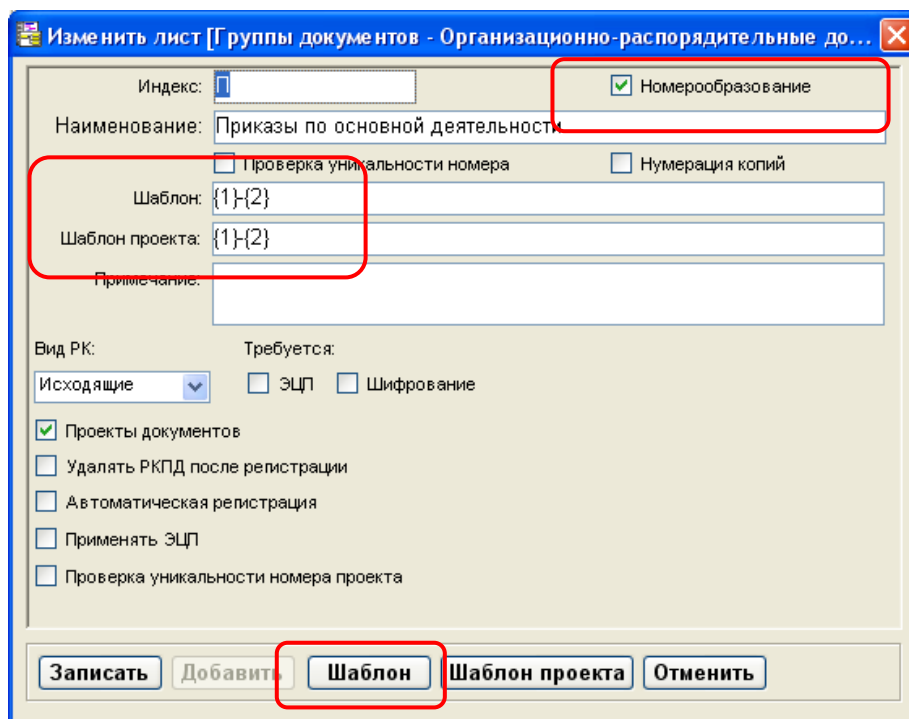 Изменить лист [Группы документов - Организационно-распорядительные до...
Индекс: П Номерообразование
Наименование: Приказы по основной деятельности
Проверка уникальности номера Нумерация копий
Шаблон: {1}-{2}
Шаблон проекта: {1}-{2}
Примечание:
Вид РК: Требуется:
Исходящие ЭЦП Шифрование
Проекты документов
Удалять РКПД после регистрации
Автоматическая регистрация
Применять ЭЦП
Проверка уникальности номера проекта
Записать Добавить Шаблон Шаблон проекта Отменить